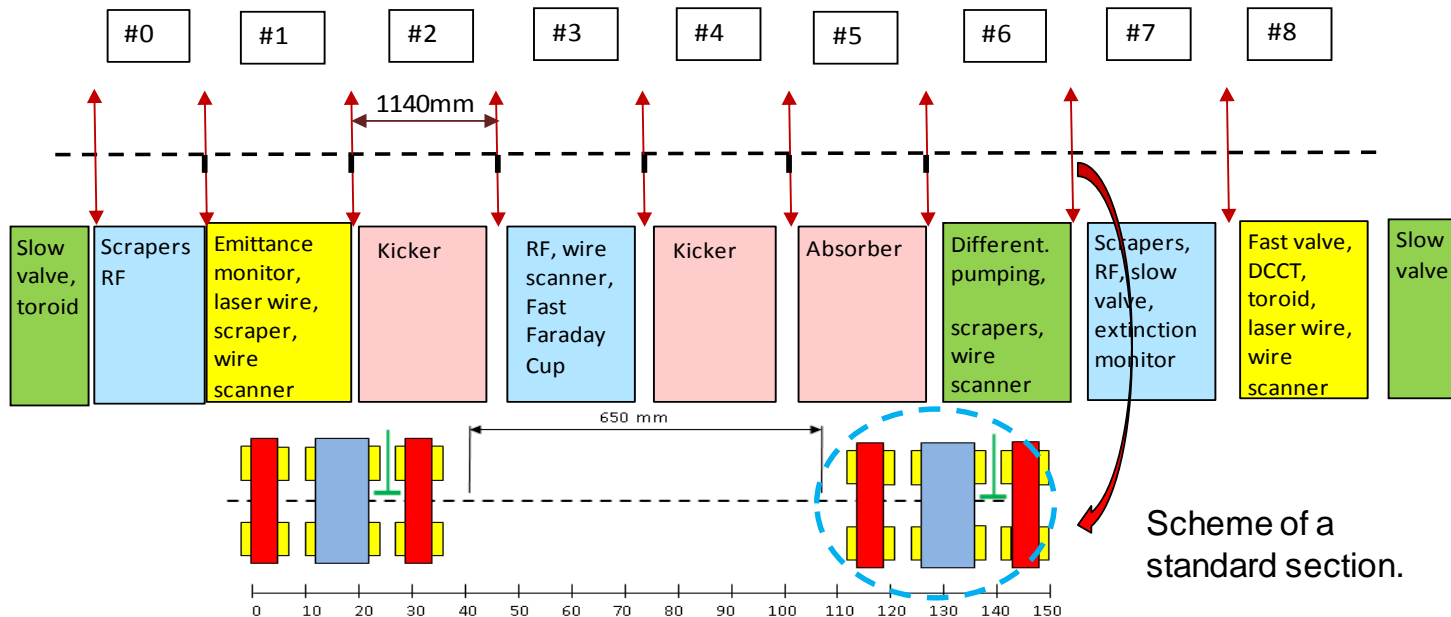 #0
#1
#2
#3
#4
#5
#6
#7
#8
1140mm
Slow
valve,
toroid
Scrapers
RF
Emittance
monitor,
laser wire,
scraper,
wire
scanner
Kicker
RF, wire
scanner,
Fast
Faraday
Cup
Kicker
Absorber
Different.
pumping,
scrapers,
wire
scanner
Scrapers,
RF, slow
valve,
extinction
monitor
Fast valve,
DCCT,
toroid,
laser wire,
wire
scanner
Slow
valve
650 mm
Scheme of a
standard section.
0 10 20 30 40 50 60 70 80 90 100 110 120 130 140 150